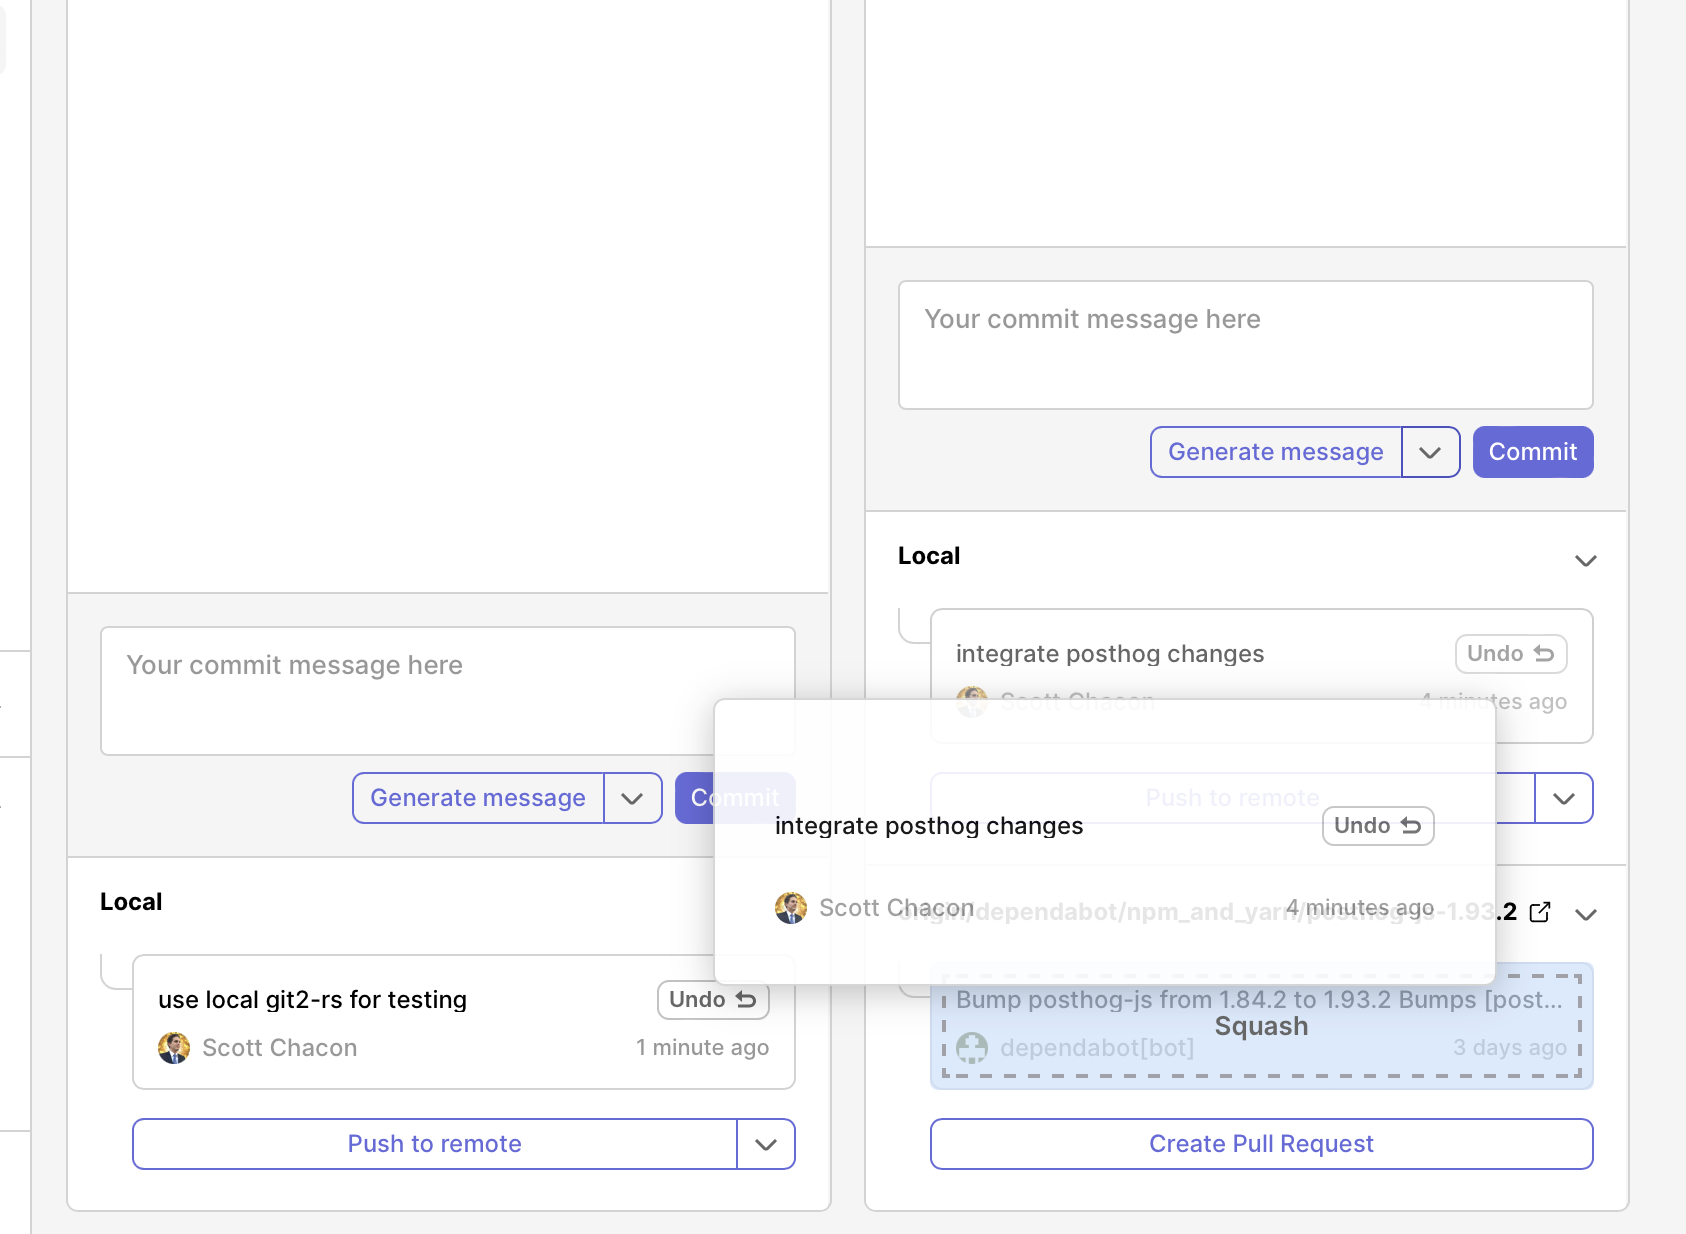 Your commit message here
Generate message
Commit
Local
use local git2-rs for testing
Undo
Scott Chacon
1 minute ago
Push to remote
Your commit message here
Generate message
Commit
Local
integrate posthog changes
Undo
Scott Chacon
4 minutes ago
Push to remote
integrate posthog changes
Undo
Scott Chacon
4 minutes ago
origin/dependabot/npm_and_yarn/posthog-js-1.93.2
Bump posthog-js from 1.84.2 to 1.93.2 Bumps [post...
Squash
dependabot[bot]
3 days ago
Create Pull Request